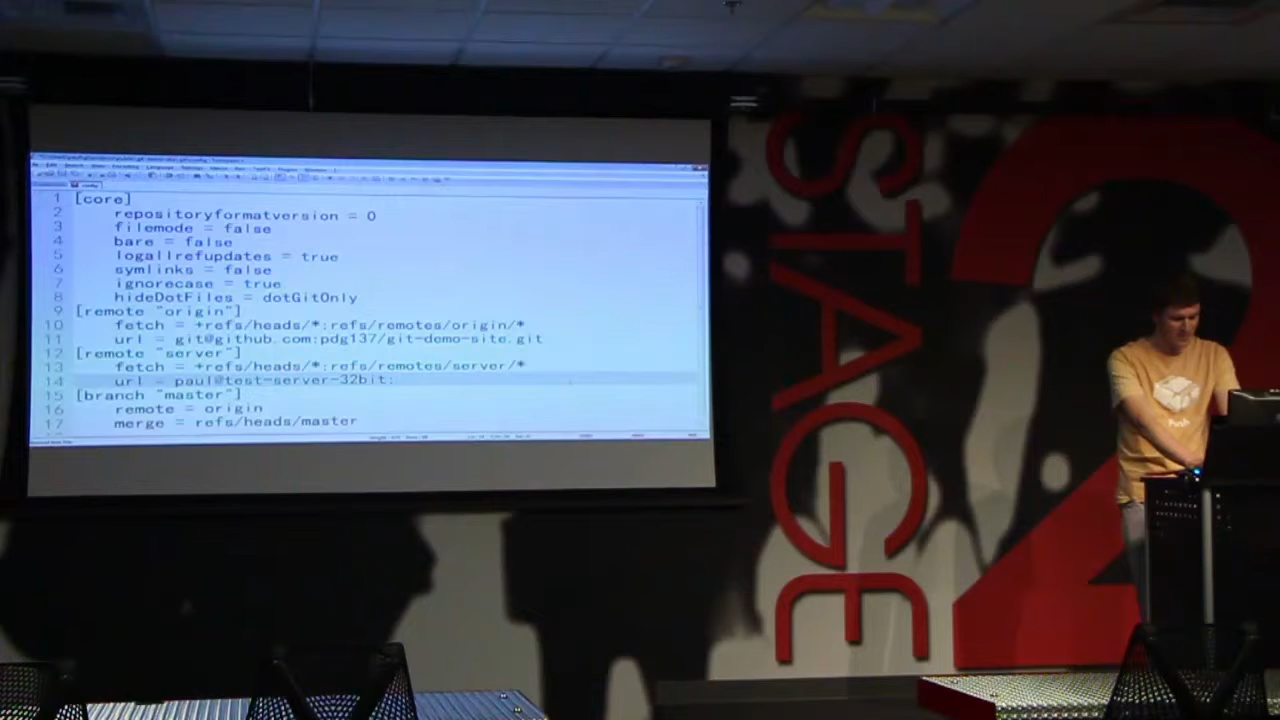 [core]
repositoryformatversion = 0
filemode = false
bare = false
logallrefupdates = true
symlinks = false
ignorecase = true
hideDotFiles = dotGitOnly
[remote "origin"]
fetch = +refs/heads/*:refs/remotes/origin/*
url = git@github.com:pdg137/git-demo-site.git
[remote "server"]
fetch = +refs/heads/*:refs/remotes/server/*
url = paul@test-server-32bit:
[branch "master"]
remote = origin
merge = refs/heads/master
1
2
3
4
5
6
7
8
9
10
11
12
13
14
15
16
17
STAGE
2
Push